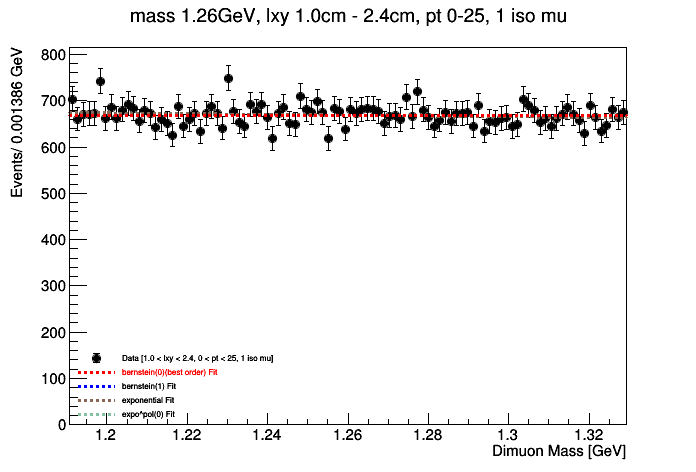 mass 1.26GeV, lxy 1.0cm - 2.4cm, pt 0-25, 1 iso mu
Events/ 0.001386 GeV
800
700
600
500
400
300
200
100
0
Data [1.0 < lxy < 2.4, 0 < pt < 25, 1 iso mu]
bernstein(0)(best order) Fit
bernstein(1) Fit
exponential Fit
expo*pol(0) Fit
1.2 1.22 1.24 1.26 1.28 1.3 1.32
Dimuon Mass [GeV]